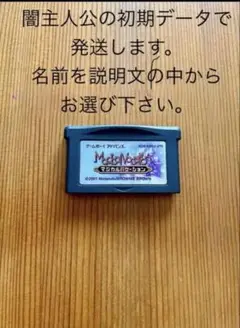 闇主人公の初期データで
発送します。
名前を説明文の中から
お選び下さい。
ゲームボーイ アドバンス
マジカルバケーション